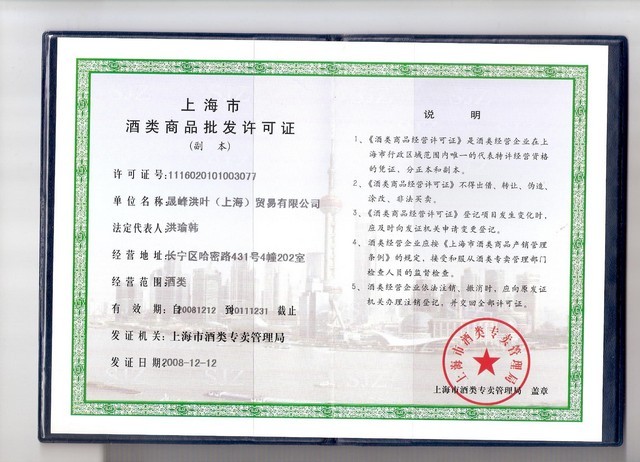 上海市
酒类商品批发许可证
(副 本)
许可证号:1116020101003077
单位名称晟峰洪叶（上海）贸易有限公司
法定代表人洪瑜韩
经营地址:长宁区哈密路431号4幢202室
经营范围:酒类
有 效 期:自20081212 到20111231 截止
发证机关:上海市酒类专卖管理局
发证日期2008-12-12
说 明
1、《酒类商品经营许可证》是酒类经营企业在上
海市行政区域范围内唯一的代表特许经营资格
的凭证，分正本和副本。
2、《酒类商品经营许可证》不得出借、转让、伪造、
涂改、非法买卖。
3、《酒类商品经营许可证》登记项目发生变化时，
应及时向发证机关申请变更登记。
4、酒类经营企业应按《上海市酒类商品产销管理
条例》的规定，接受和服从酒类专卖管理部门
检查人员的监督检查。
5、酒类经营企业依法注销、撤消时，应向原发证
机关办理注销登记，并交回全部许可证。
上海市酒类专卖管理局
上海市酒类专卖管理局 盖章